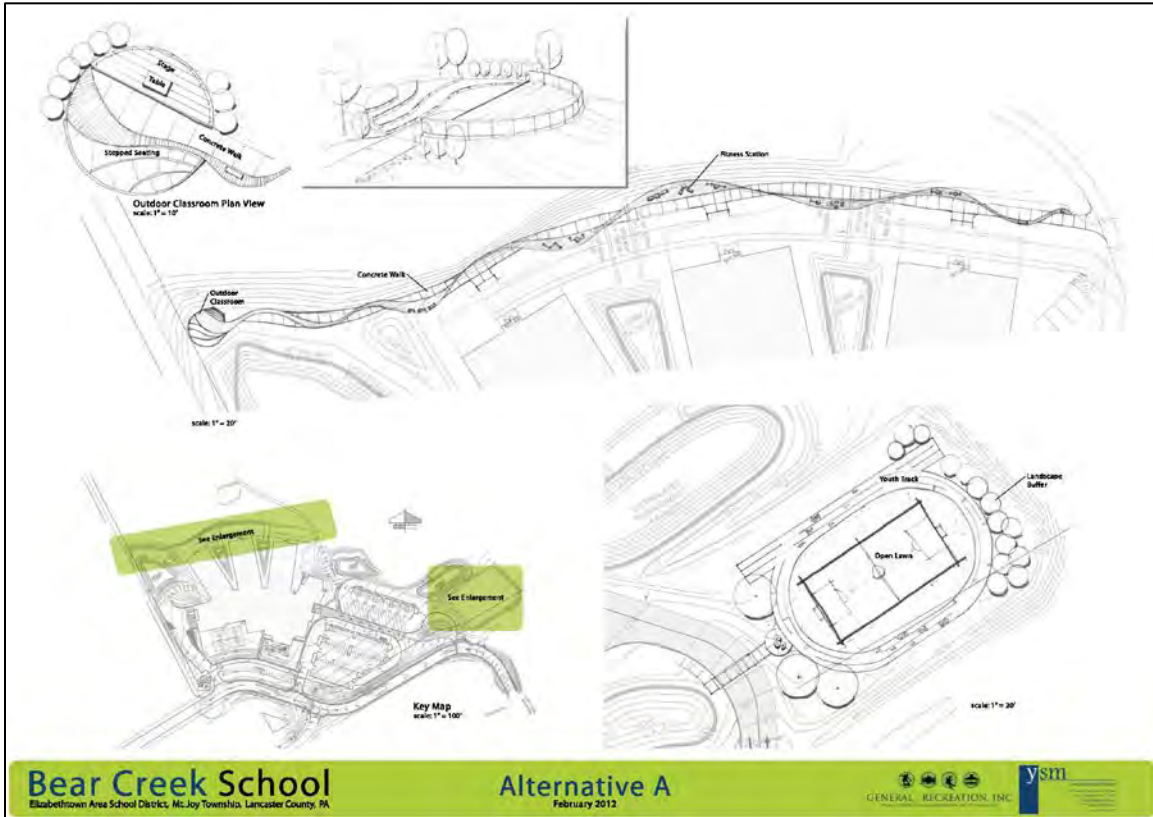 Stage
Table
Concrete Walk
Stepped Seating
Outdoor Classroom Plan View
scale: 1" = 10'
Fitness Station
Concrete Walk
Outdoor
Classroom
scale: 1" = 20'
See Enlargement
See Enlargement
Key Map
scale: 1" = 100'
Youth Track
Landscape
Buffer
Open Lawn
Bear Creek School
Elizabethtown Area School District, Mt. Joy Township, Lancaster County, PA
Alternative A
February 2012
GENERAL RECREATION, INC
ysm